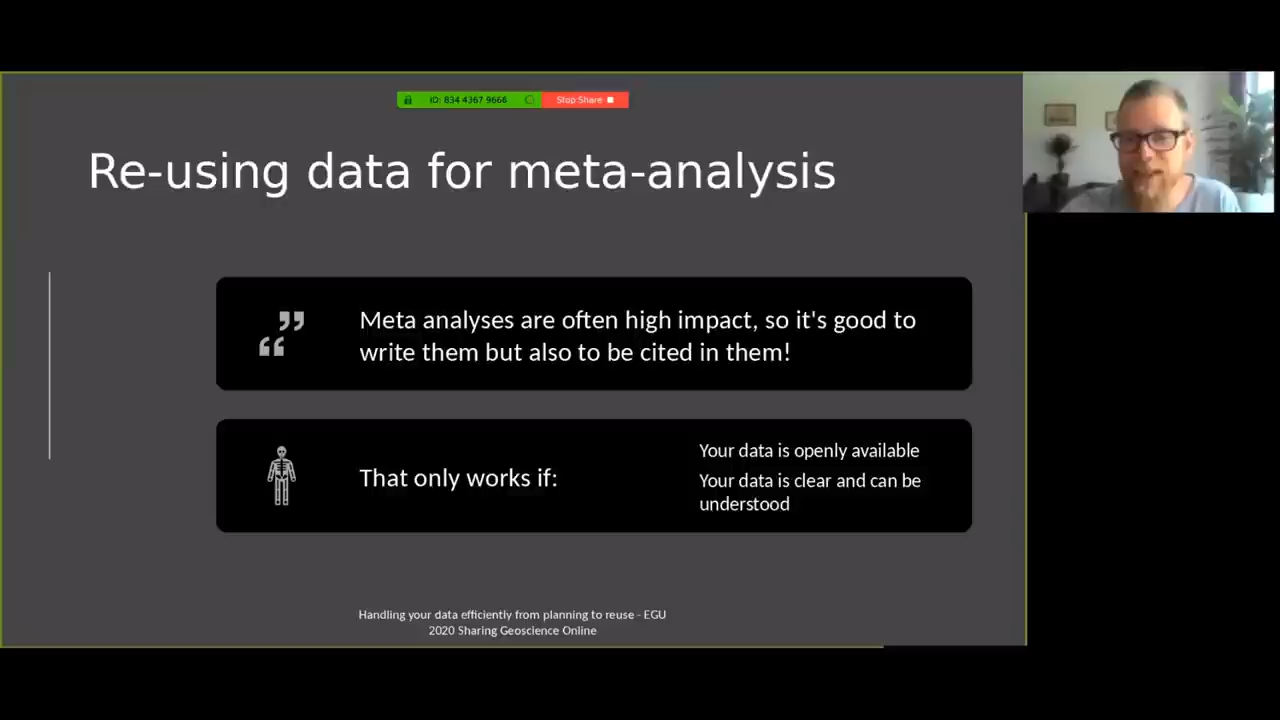 ID: 834 4367 9666
Stop Share
Re-using data for meta-analysis
Meta analyses are often high impact, so it's good to
write them but also to be cited in them!
That only works if:
Your data is openly available
Your data is clear and can be
understood
Handling your data efficiently from planning to reuse - EGU
2020 Sharing Geoscience Online